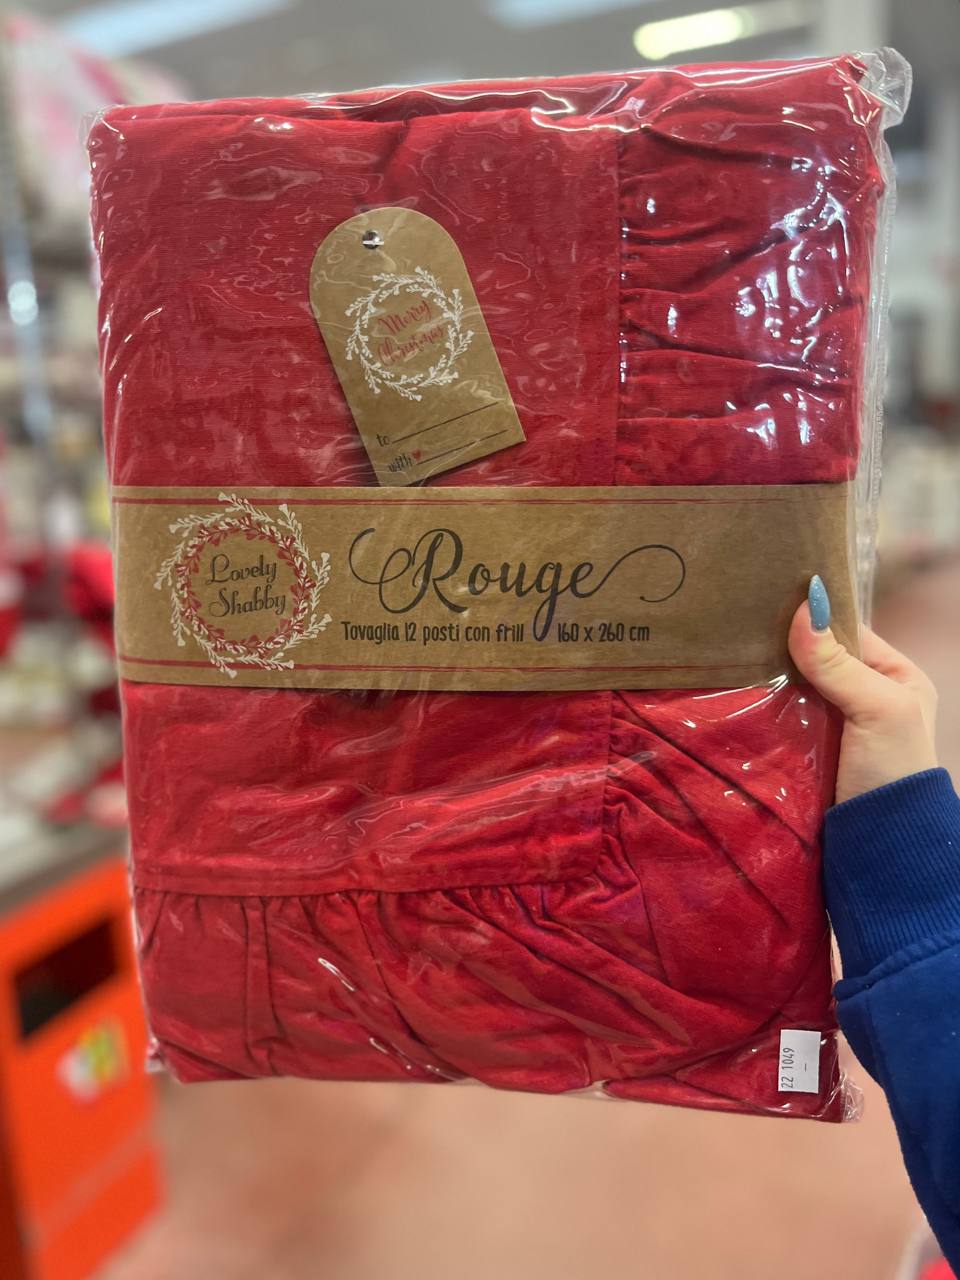 Merry
Christmas
to
with
Lovely
Shabby
Rouge
Tovaglia 12 posti con frill 160 x 260 cm
22 1049